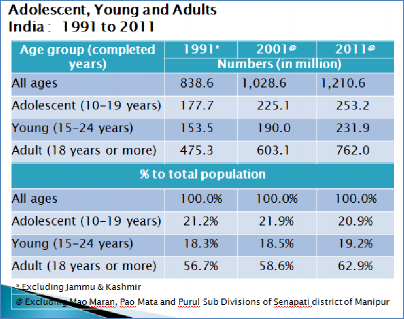 Adolescent, Young and Adults
India : 1991 to 2011
Age group (completed years) 1991* 2001@ 2011@
Numbers (in million)
All ages 838.6 1,028.6 1,210.6
Adolescent (10-19 years) 177.7 225.1 253.2
Young (15-24 years) 153.5 190.0 231.9
Adult (18 years or more) 475.3 603.1 762.0
% to total population
All ages 100.0% 100.0% 100.0%
Adolescent (10-19 years) 21.2% 21.9% 20.9%
Young (15-24 years) 18.3% 18.5% 19.2%
Adult (18 years or more) 56.7% 58.6% 62.9%
* Excluding Jammu & Kashmir
@ Excluding Mao Maran, Pao Mata and Purul Sub Divisions of Senapati district of Manipur